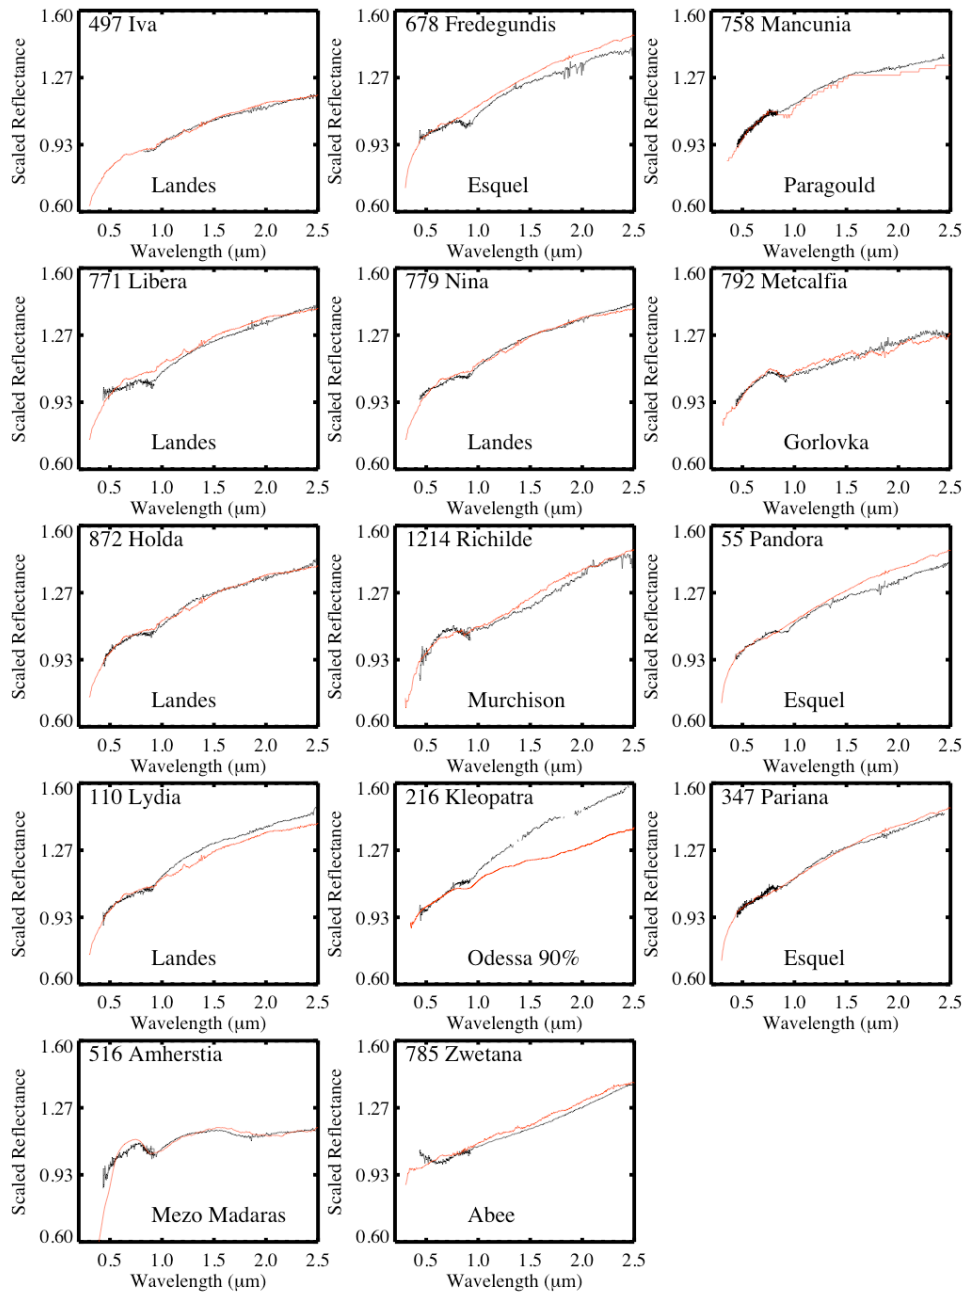 497 Iva
Scaled Reflectance
1.60
1.27
0.93
0.60
Landes
0.5 1.0 1.5 2.0 2.5
Wavelength (μm)
678 Fredegundis
Scaled Reflectance
1.60
1.27
0.93
0.60
Esquel
0.5 1.0 1.5 2.0 2.5
Wavelength (μm)
758 Mancunia
Scaled Reflectance
1.60
1.27
0.93
0.60
Paragould
0.5 1.0 1.5 2.0 2.5
Wavelength (μm)
771 Libera
Scaled Reflectance
1.60
1.27
0.93
0.60
Landes
0.5 1.0 1.5 2.0 2.5
Wavelength (μm)
779 Nina
Scaled Reflectance
1.60
1.27
0.93
0.60
Landes
0.5 1.0 1.5 2.0 2.5
Wavelength (μm)
792 Metcalfia
Scaled Reflectance
1.60
1.27
0.93
0.60
Gorlovka
0.5 1.0 1.5 2.0 2.5
Wavelength (μm)
872 Holda
Scaled Reflectance
1.60
1.27
0.93
0.60
Landes
0.5 1.0 1.5 2.0 2.5
Wavelength (μm)
1214 Richilde
Scaled Reflectance
1.60
1.27
0.93
0.60
Murchison
0.5 1.0 1.5 2.0 2.5
Wavelength (μm)
55 Pandora
Scaled Reflectance
1.60
1.27
0.93
0.60
Esquel
0.5 1.0 1.5 2.0 2.5
Wavelength (μm)
110 Lydia
Scaled Reflectance
1.60
1.27
0.93
0.60
Landes
0.5 1.0 1.5 2.0 2.5
Wavelength (μm)
216 Kleopatra
Scaled Reflectance
1.60
1.27
0.93
0.60
Odessa 90%
0.5 1.0 1.5 2.0 2.5
Wavelength (μm)
347 Pariana
Scaled Reflectance
1.60
1.27
0.93
0.60
Esquel
0.5 1.0 1.5 2.0 2.5
Wavelength (μm)
516 Amherstia
Scaled Reflectance
1.60
1.27
0.93
0.60
Mezo Madaras
0.5 1.0 1.5 2.0 2.5
Wavelength (μm)
785 Zwetana
Scaled Reflectance
1.60
1.27
0.93
0.60
Abee
0.5 1.0 1.5 2.0 2.5
Wavelength (μm)